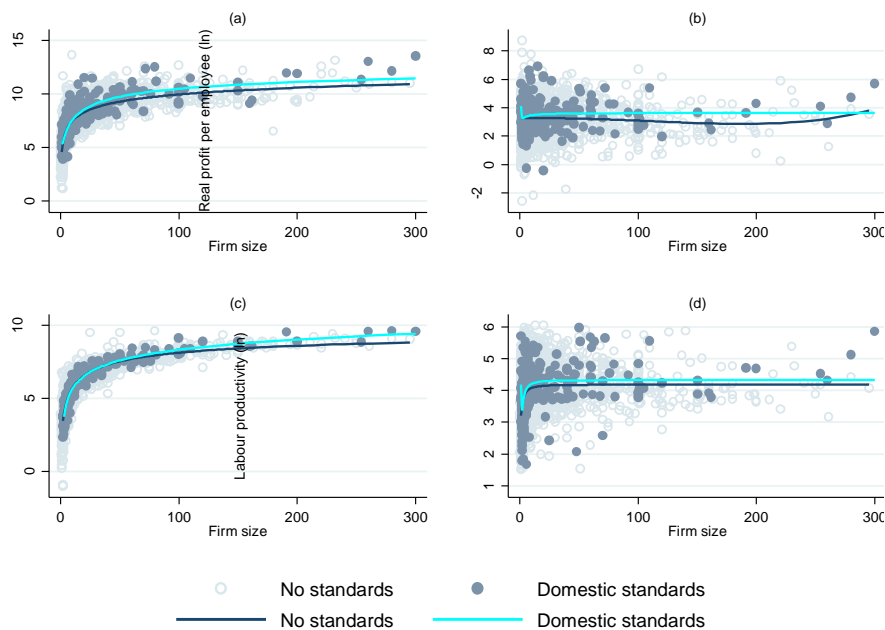 (a)
15
10
5
0
0 100 200 300
Firm size
Real profit per employee (ln)
(b)
8
6
4
2
0
-2
0 100 200 300
Firm size
(c)
10
5
0
0 100 200 300
Firm size
Labour productivity (ln)
(d)
6
5
4
3
2
1
0 100 200 300
Firm size
No standards Domestic standards
No standards Domestic standards